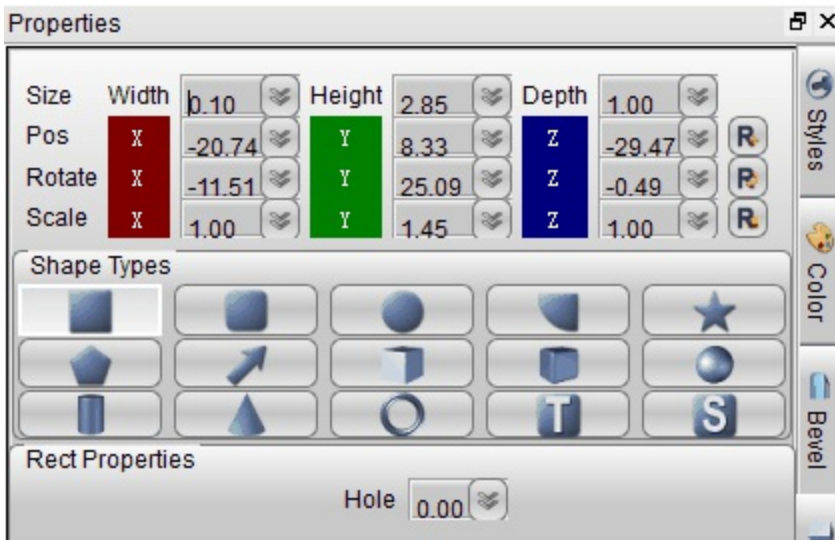 Properties
Size Width 0.10 Height 2.85 Depth 1.00
Pos X -20.74 Y 8.33 Z -29.47 R
Rotate X -11.51 Y 25.09 Z -0.49 R
Scale X 1.00 Y 1.45 Z 1.00 R
Shape Types
T S
Rect Properties
Hole 0.00
Styles
Color
Bevel